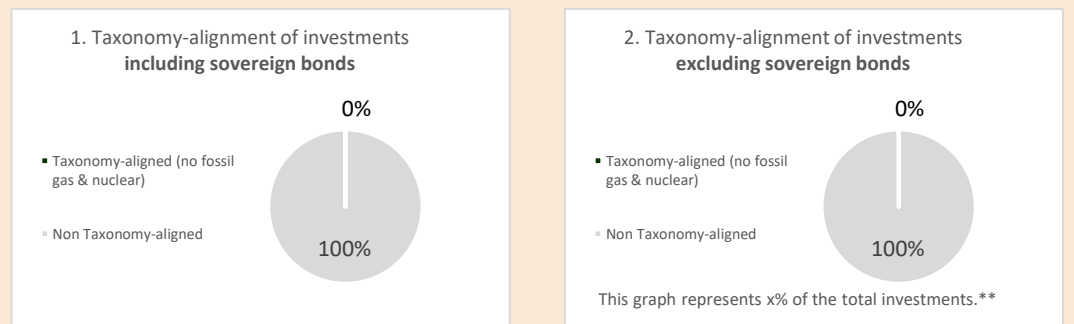 1. Taxonomy-alignment of investments
including sovereign bonds
0%
Taxonomy-aligned (no fossil
gas & nuclear)
Non Taxonomy-aligned
100%
2. Taxonomy-alignment of investments
excluding sovereign bonds
0%
Taxonomy-aligned (no fossil
gas & nuclear)
Non Taxonomy-aligned
100%
This graph represents x% of the total investments.**